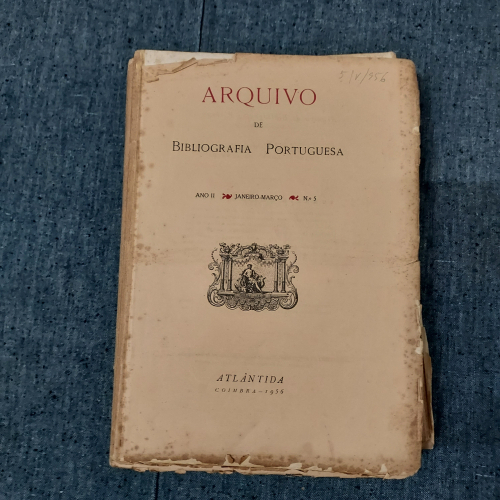 ARQUIVO
DE
BIBLIOGRAFIA PORTUGUESA
ANO II JANEIRO-MARÇO N.º 5
ATLÂNTIDA
COIMBRA—1956